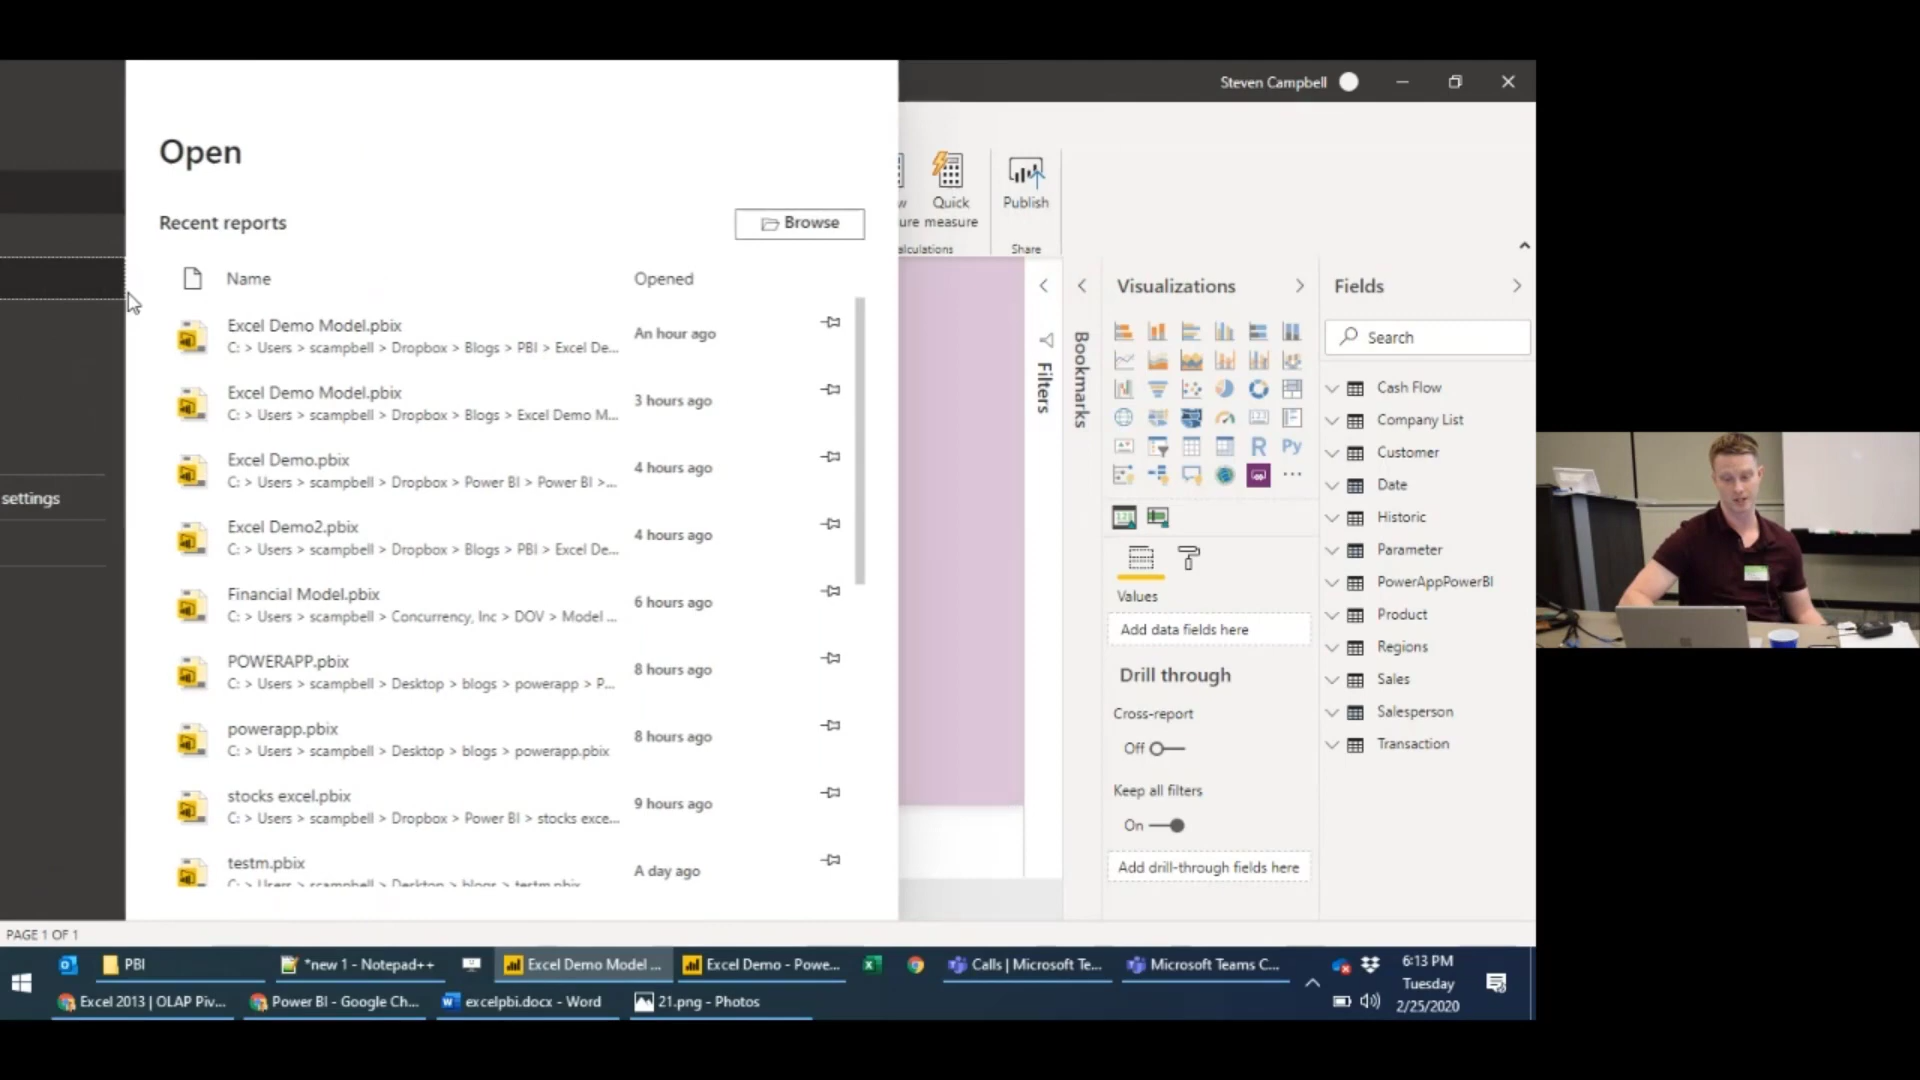 Steven Campbell
Open
Recent reports
Browse
Name
Opened
Excel Demo Model.pbix
C: > Users > scampbell > Dropbox > Blogs > PBI > Excel De...
An hour ago
Excel Demo Model.pbix
C: > Users > scampbell > Dropbox > Blogs > Excel Demo M...
3 hours ago
Excel Demo.pbix
C: > Users > scampbell > Dropbox > Power BI > Power BI >...
4 hours ago
Excel Demo2.pbix
C: > Users > scampbell > Dropbox > Blogs > PBI > Excel De...
4 hours ago
Financial Model.pbix
C: > Users > scampbell > Concurrency, Inc > DOV > Model ...
6 hours ago
POWERAPP.pbix
C: > Users > scampbell > Desktop > blogs > powerapp > P...
8 hours ago
powerapp.pbix
C: > Users > scampbell > Desktop > blogs > powerapp.pbix
8 hours ago
stocks excel.pbix
C: > Users > scampbell > Dropbox > Power BI > stocks exce...
9 hours ago
testm.pbix
C: > Users > scampbell > Desktop > blogs > testm.pbix
A day ago
settings
w
ure
Quick
measure
alculations
Publish
Share
Filters
Bookmarks
Visualizations
R
Py
123
Values
Add data fields here
Drill through
Cross-report
Off
Keep all filters
On
Add drill-through fields here
Fields
Search
Cash Flow
Company List
Customer
Date
Historic
Parameter
PowerAppPowerBI
Product
Regions
Sales
Salesperson
Transaction
PAGE 1 OF 1
PBI
*new 1 - Notepad++
Excel Demo Model ...
Excel Demo - Powe...
Calls | Microsoft Te...
Microsoft Teams C...
Excel 2013 | OLAP Piv...
Power BI - Google Ch...
excelpbi.docx - Word
21.png - Photos
6:13 PM
Tuesday
2/25/2020